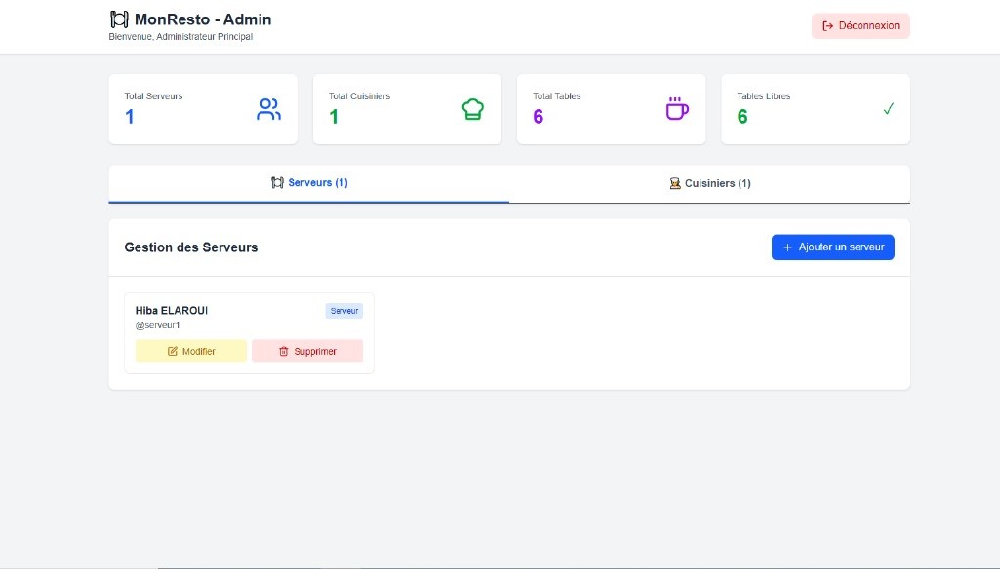 MonResto - Admin
Bienvenue, Administrateur Principal
Déconnexion
Total Serveurs
1
Total Cuisiniers
1
Total Tables
6
Tables Libres
6
Serveurs (1)
Cuisiniers (1)
Gestion des Serveurs
+ Ajouter un serveur
Hiba ELAROUI
Serveur
@serveur1
Modifier
Supprimer